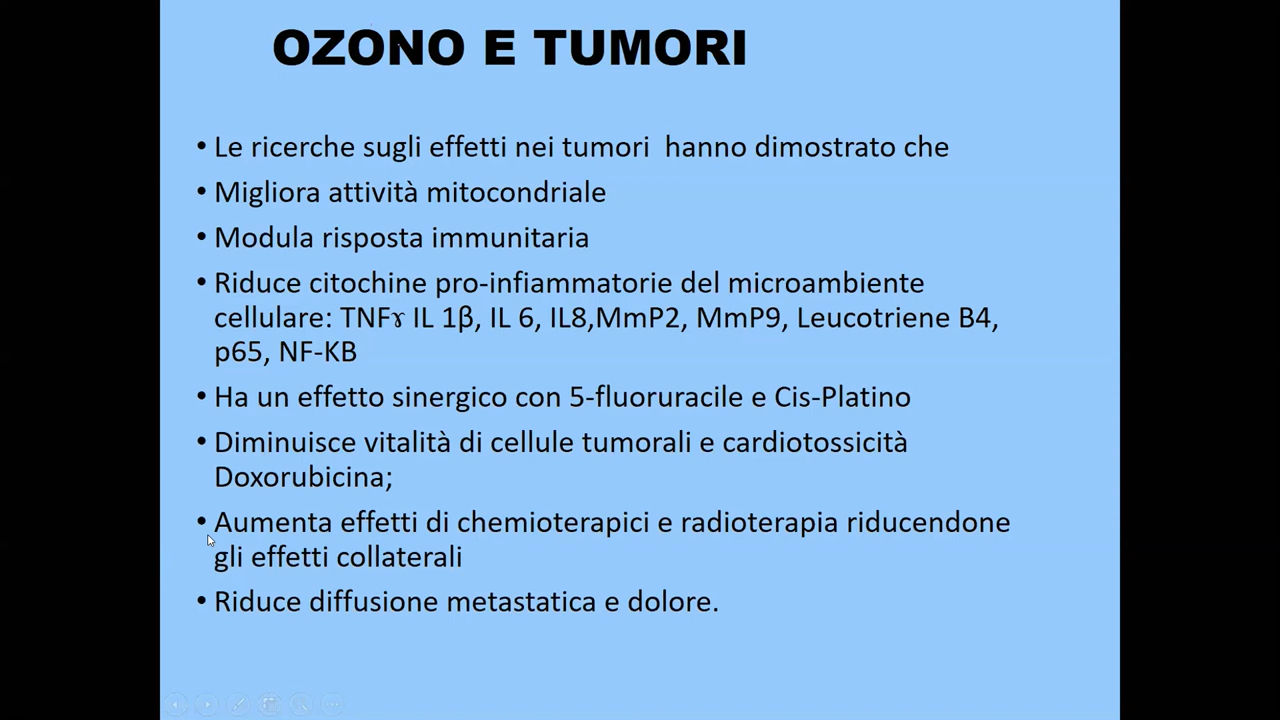 OZONO E TUMORI
• Le ricerche sugli effetti nei tumori hanno dimostrato che
• Migliora attività mitocondriale
• Modula risposta immunitaria
• Riduce citochine pro-infiammatorie del microambiente
cellulare: TNFɤ IL 1β, IL 6, IL8,MmP2, MmP9, Leucotriene B4,
p65, NF-KB
• Ha un effetto sinergico con 5-fluoruracile e Cis-Platino
• Diminuisce vitalità di cellule tumorali e cardiotossicità
Doxorubicina;
• Aumenta effetti di chemioterapici e radioterapia riducendone
gli effetti collaterali
• Riduce diffusione metastatica e dolore.